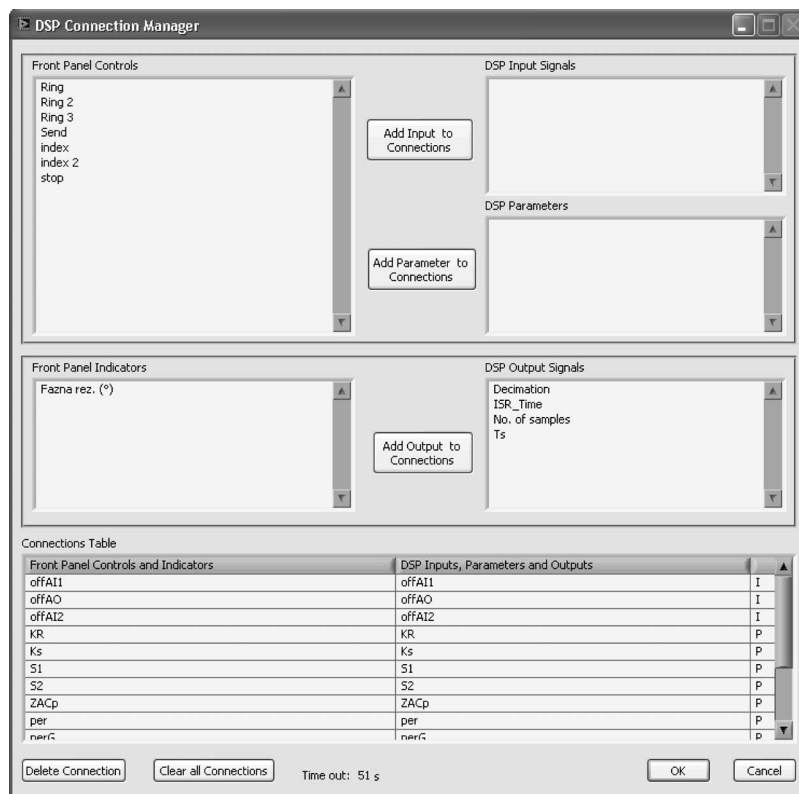 DSP Connection Manager
Front Panel Controls
Ring
Ring 2
Ring 3
Send
index
index 2
stop
Add Input to
Connections
Add Parameter to
Connections
DSP Input Signals
DSP Parameters
Front Panel Indicators
Fazna rez. (°)
Add Output to
Connections
DSP Output Signals
Decimation
ISR_Time
No. of samples
Ts
Connections Table
Front Panel Controls and Indicators DSP Inputs, Parameters and Outputs
offAI1 offAI1 I
offAO offAO I
offAI2 offAI2 I
KR KR P
Ks Ks P
S1 S1 P
S2 S2 P
ZACp ZACp P
per per P
perG perG P
Delete Connection Clear all Connections Time out: 51 s OK Cancel